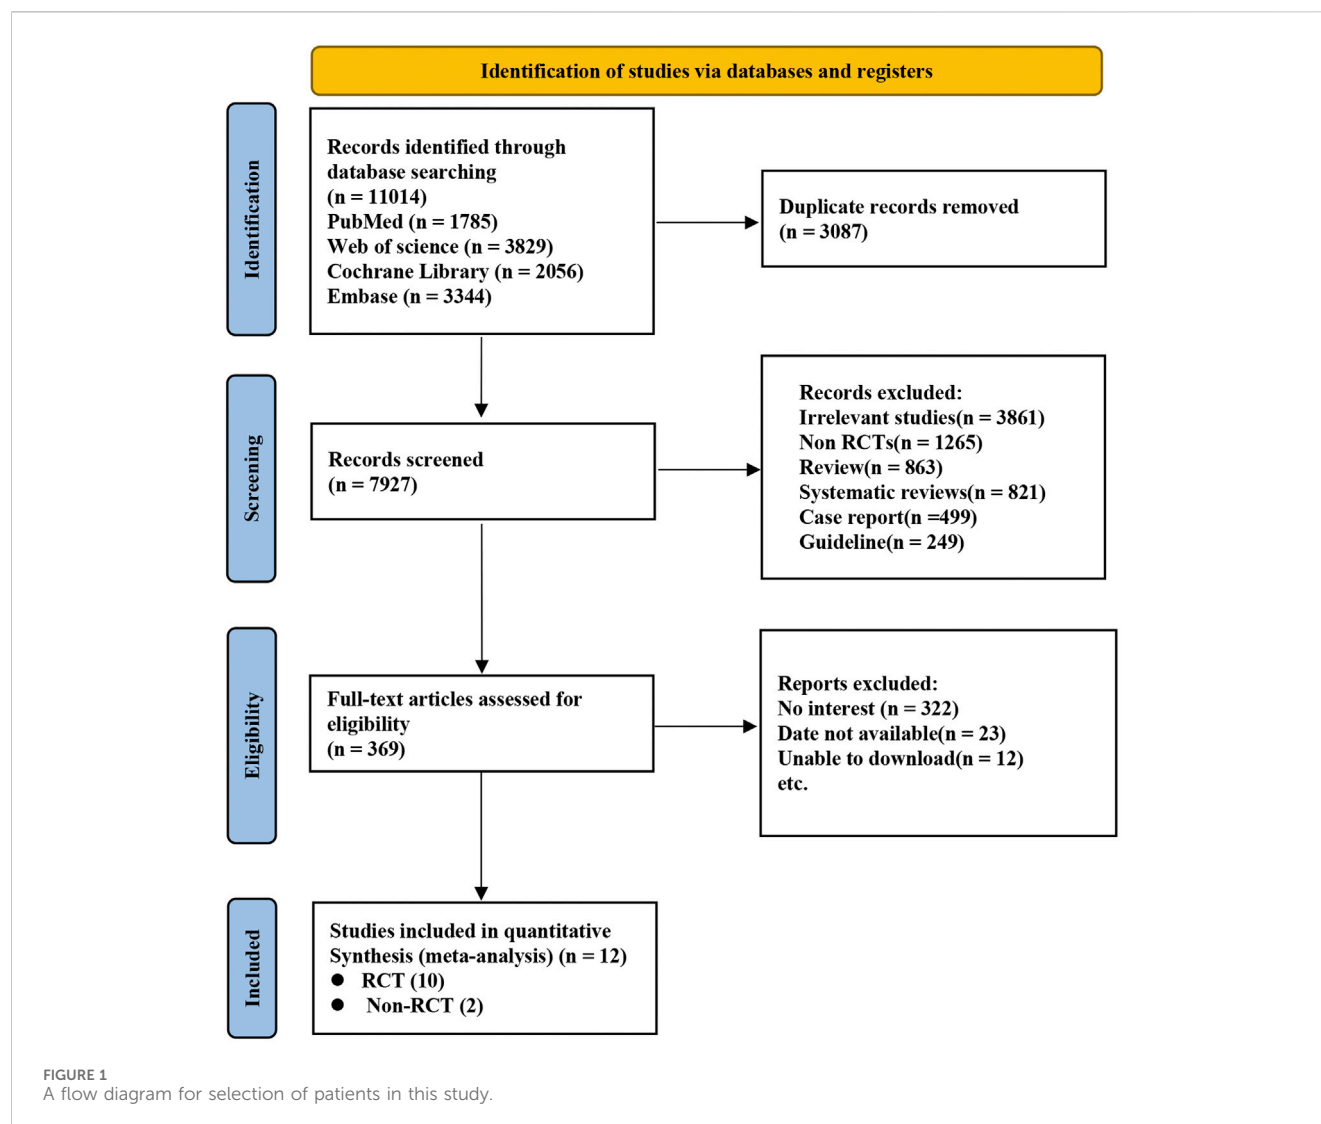 Identification of studies via databases and registers
Identification
Records identified through
database searching
(n = 11014)
PubMed (n = 1785)
Web of science (n = 3829)
Cochrane Library (n = 2056)
Embase (n = 3344)
Duplicate records removed
(n = 3087)
Screening
Records screened
(n = 7927)
Records excluded:
Irrelevant studies(n = 3861)
Non RCTs(n = 1265)
Review(n = 863)
Systematic reviews(n = 821)
Case report(n =499)
Guideline(n = 249)
Eligibility
Full-text articles assessed for
eligibility
(n = 369)
Reports excluded:
No interest (n = 322)
Date not available(n = 23)
Unable to download(n = 12)
etc.
Included
Studies included in quantitative
Synthesis (meta-analysis) (n = 12)
● RCT (10)
● Non-RCT (2)
FIGURE 1
A flow diagram for selection of patients in this study.